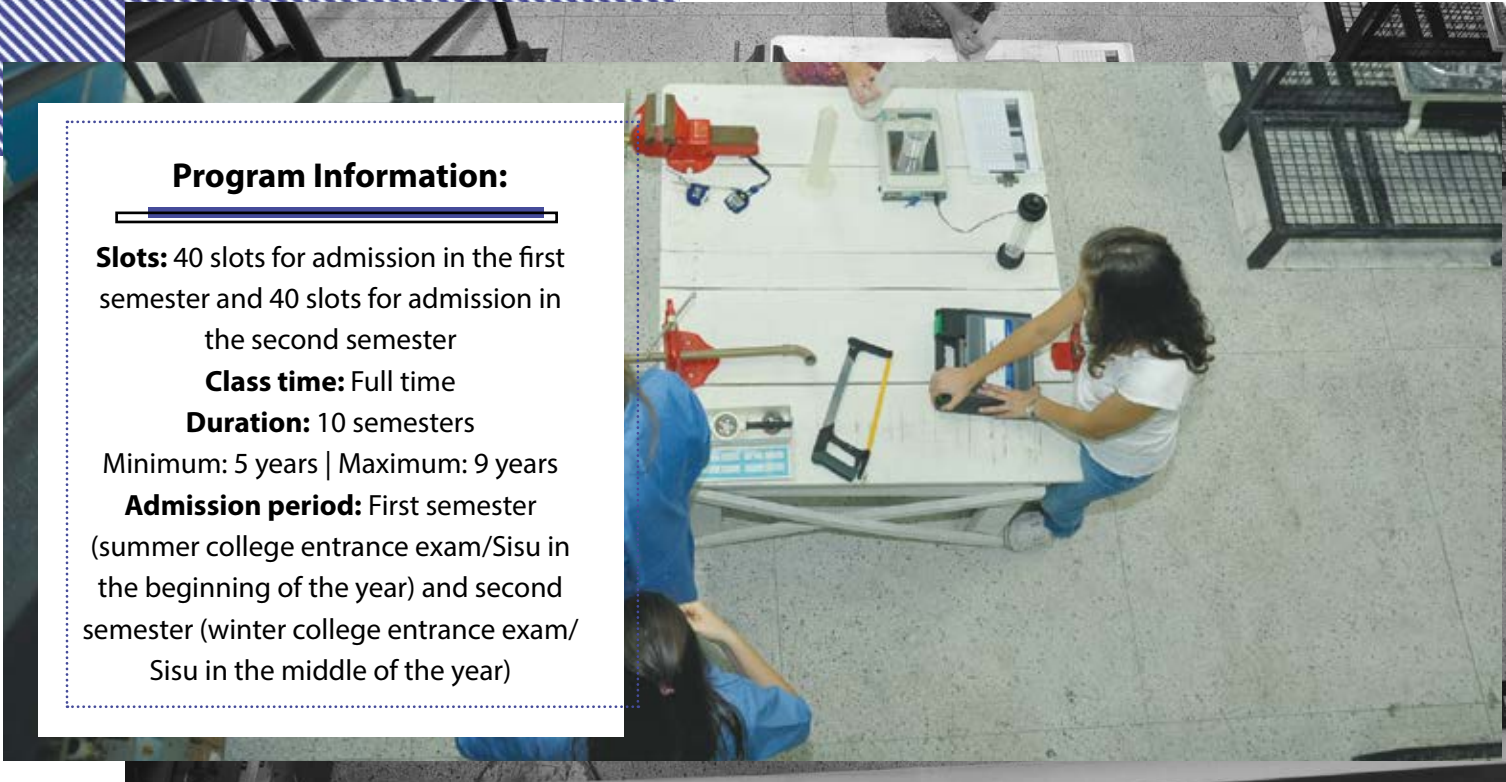 Program Information:
Slots: 40 slots for admission in the first
semester and 40 slots for admission in
the second semester
Class time: Full time
Duration: 10 semesters
Minimum: 5 years | Maximum: 9 years
Admission period: First semester
(summer college entrance exam/Sisu in
the beginning of the year) and second
semester (winter college entrance exam/
Sisu in the middle of the year)